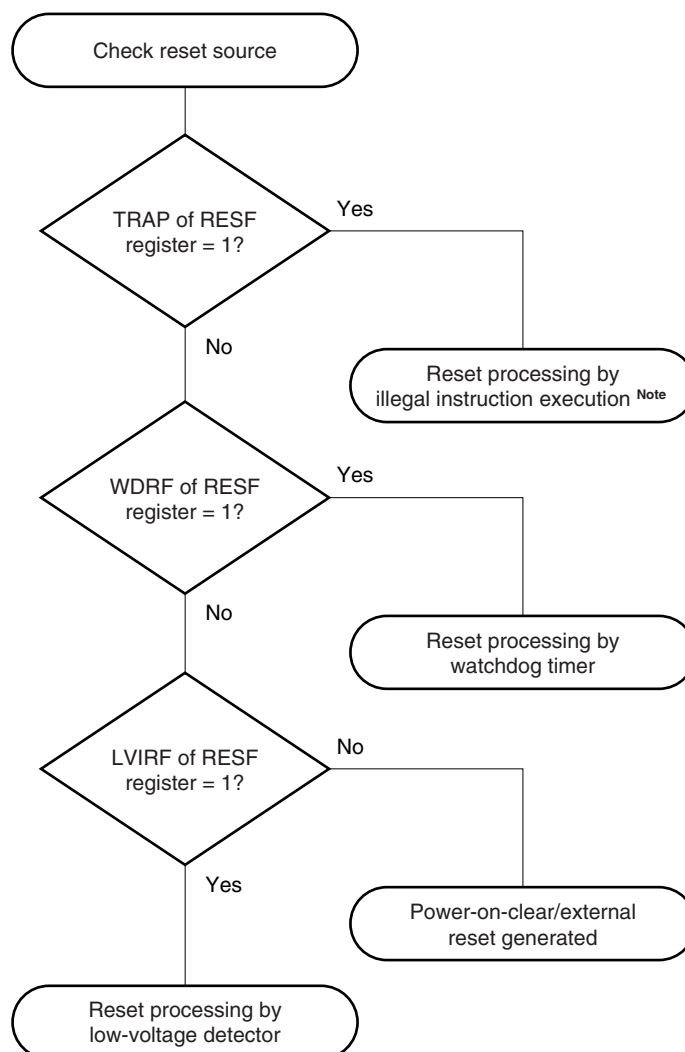 Check reset source
TRAP of RESF
register = 1?
Yes
No
Reset processing by
illegal instruction execution Note
WDRF of RESF
register = 1?
Yes
No
Reset processing by
watchdog timer
LVIRF of RESF
register = 1?
No
Yes
Power-on-clear/external
reset generated
Reset processing by
low-voltage detector